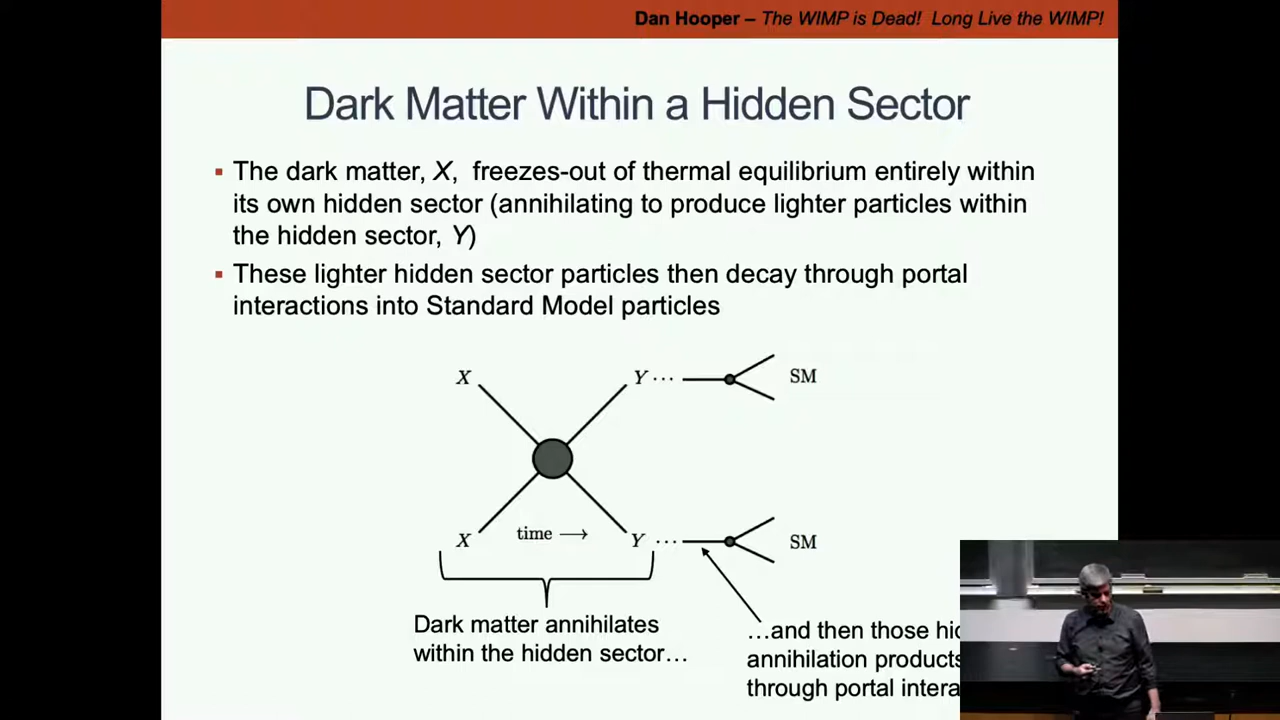 Dan Hooper – The WIMP is Dead! Long Live the WIMP!
Dark Matter Within a Hidden Sector
▪ The dark matter, X, freezes-out of thermal equilibrium entirely within
its own hidden sector (annihilating to produce lighter particles within
the hidden sector, Y)
▪ These lighter hidden sector particles then decay through portal
interactions into Standard Model particles
X Y ··· SM
X time → Y ··· SM
Dark matter annihilates
within the hidden sector…
…and then those
annihilation products
through portal